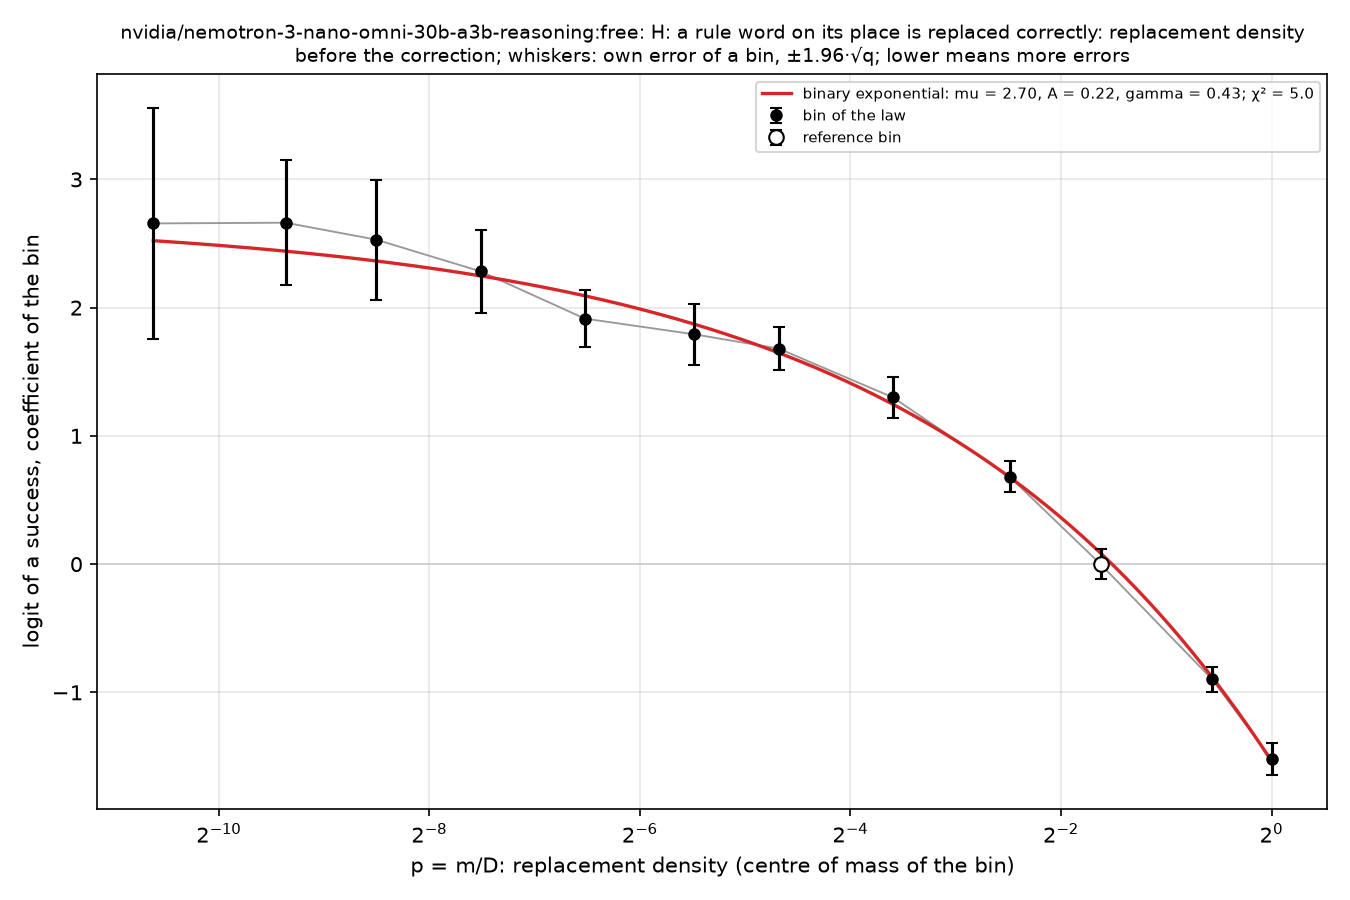 nvidia/nemotron-3-nano-omni-30b-a3b-reasoning:free: H: a rule word on its place is replaced correctly: replacement density
before the correction; whiskers: own error of a bin, ±1.96·√q; lower means more errors
binary exponential: mu = 2.70, A = 0.22, gamma = 0.43; χ² = 5.0
bin of the law
reference bin
logit of a success, coefficient of the bin
3
2
1
0
−1
2⁻¹⁰
2⁻⁸
2⁻⁶
2⁻⁴
2⁻²
2⁰
p = m/D: replacement density (centre of mass of the bin)